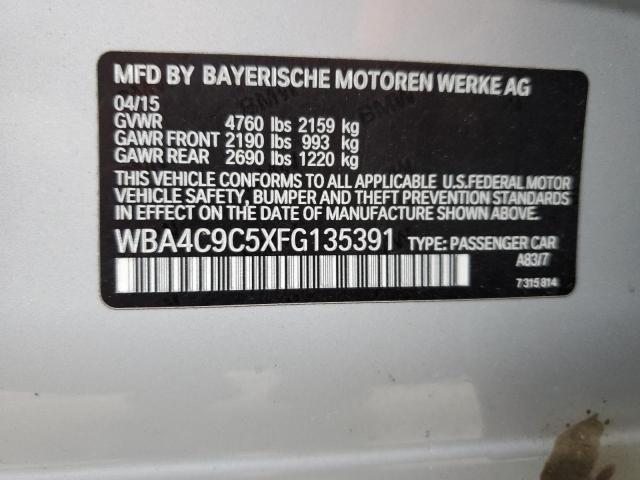 MFD BY BAYERISCHE MOTOREN WERKE AG
04/15
GVWR 4760 lbs 2159 kg
GAWR FRONT 2190 lbs 993 kg
GAWR REAR 2690 lbs 1220 kg
THIS VEHICLE CONFORMS TO ALL APPLICABLE U.S.FEDERAL MOTOR
VEHICLE SAFETY, BUMPER AND THEFT PREVENTION STANDARDS
IN EFFECT ON THE DATE OF MANUFACTURE SHOWN ABOVE.
WBA4C9C5XFG135391 TYPE: PASSENGER CAR
A83/7
7315814